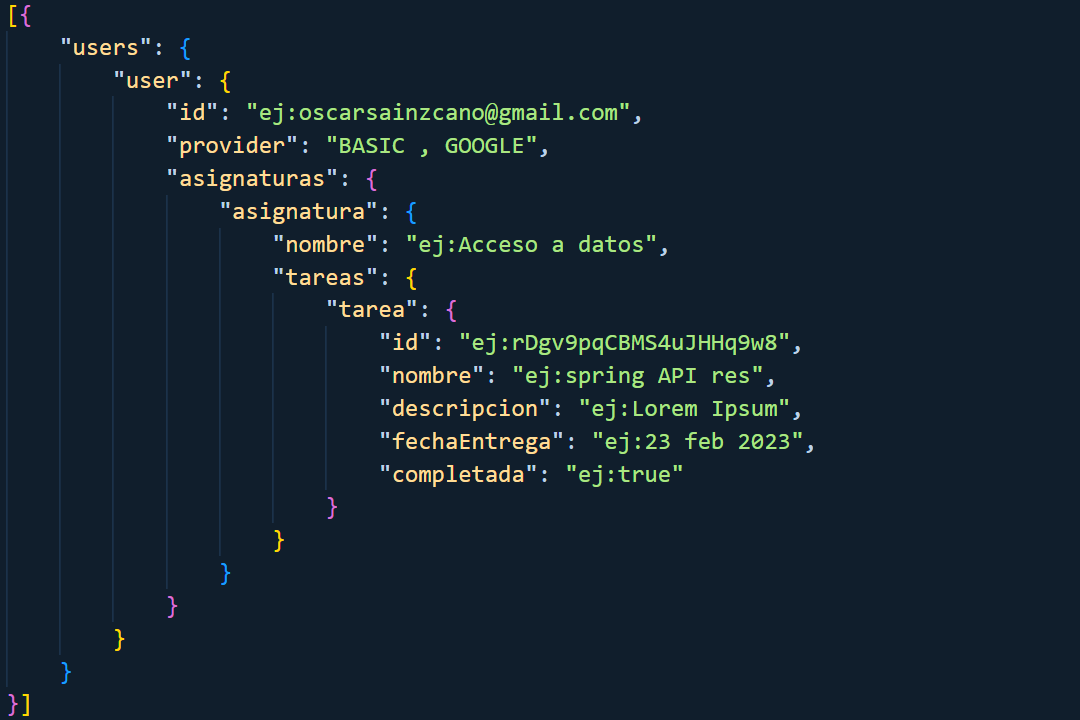 [{
    "users": {
        "user": {
            "id": "ej:oscarsainzcano@gmail.com",
            "provider": "BASIC , GOOGLE",
            "asignaturas": {
                "asignatura": {
                    "nombre": "ej:Acceso a datos",
                    "tareas": {
                        "tarea": {
                            "id": "ej:rDgv9pqCBMS4uJHHq9w8",
                            "nombre": "ej:spring API res",
                            "descripcion": "ej:Lorem Ipsum",
                            "fechaEntrega": "ej:23 feb 2023",
                            "completada": "ej:true"
                        }
                    }
                }
            }
        }
    }
}]